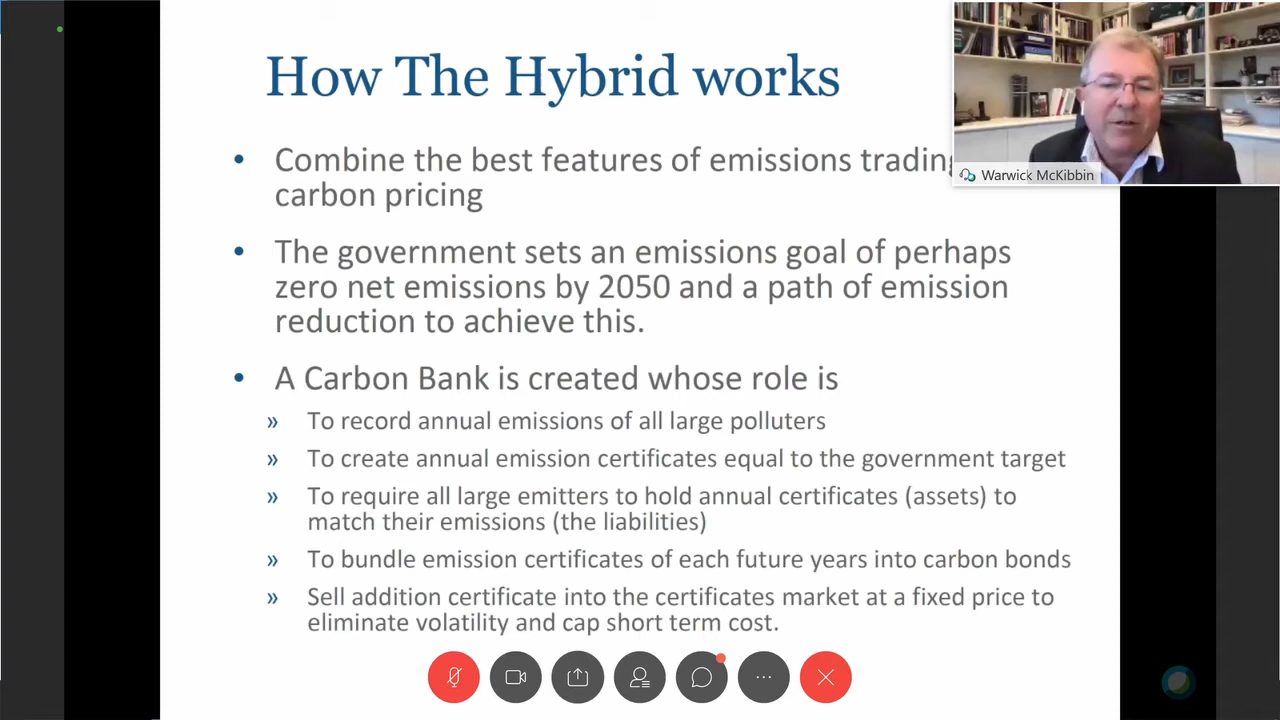 How The Hybrid works
• Combine the best features of emissions trading
carbon pricing
• The government sets an emissions goal of perhaps
zero net emissions by 2050 and a path of emission
reduction to achieve this.
• A Carbon Bank is created whose role is
» To record annual emissions of all large polluters
» To create annual emission certificates equal to the government target
» To require all large emitters to hold annual certificates (assets) to
match their emissions (the liabilities)
» To bundle emission certificates of each future years into carbon bonds
» Sell addition certificate into the certificates market at a fixed price to
eliminate volatility and cap short term cost.
Warwick McKibbin